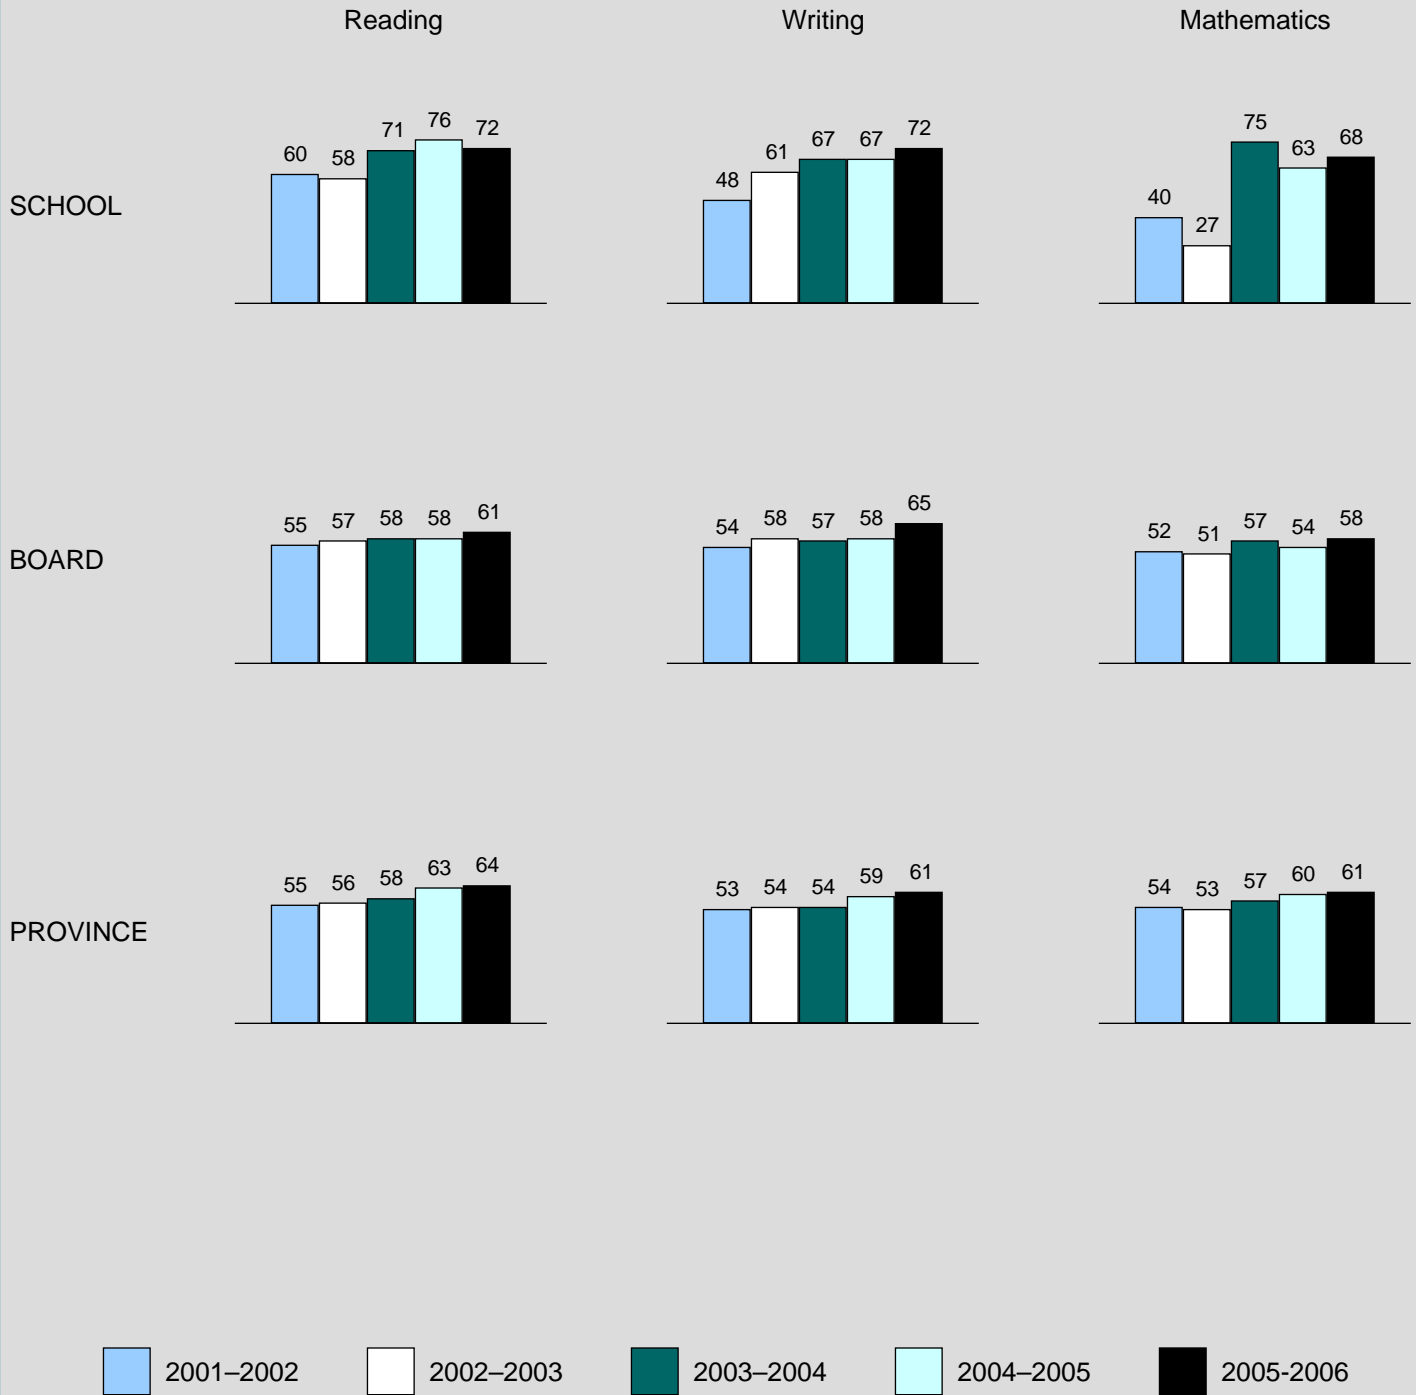 Reading Writing Mathematics
SCHOOL
60 58 71 76 72
48 61 67 67 72
40 27 75 63 68
BOARD
55 57 58 58 61
54 58 57 58 65
52 51 57 54 58
PROVINCE
55 56 58 63 64
53 54 54 59 61
54 53 57 60 61
2001–2002 2002–2003 2003–2004 2004–2005 2005-2006